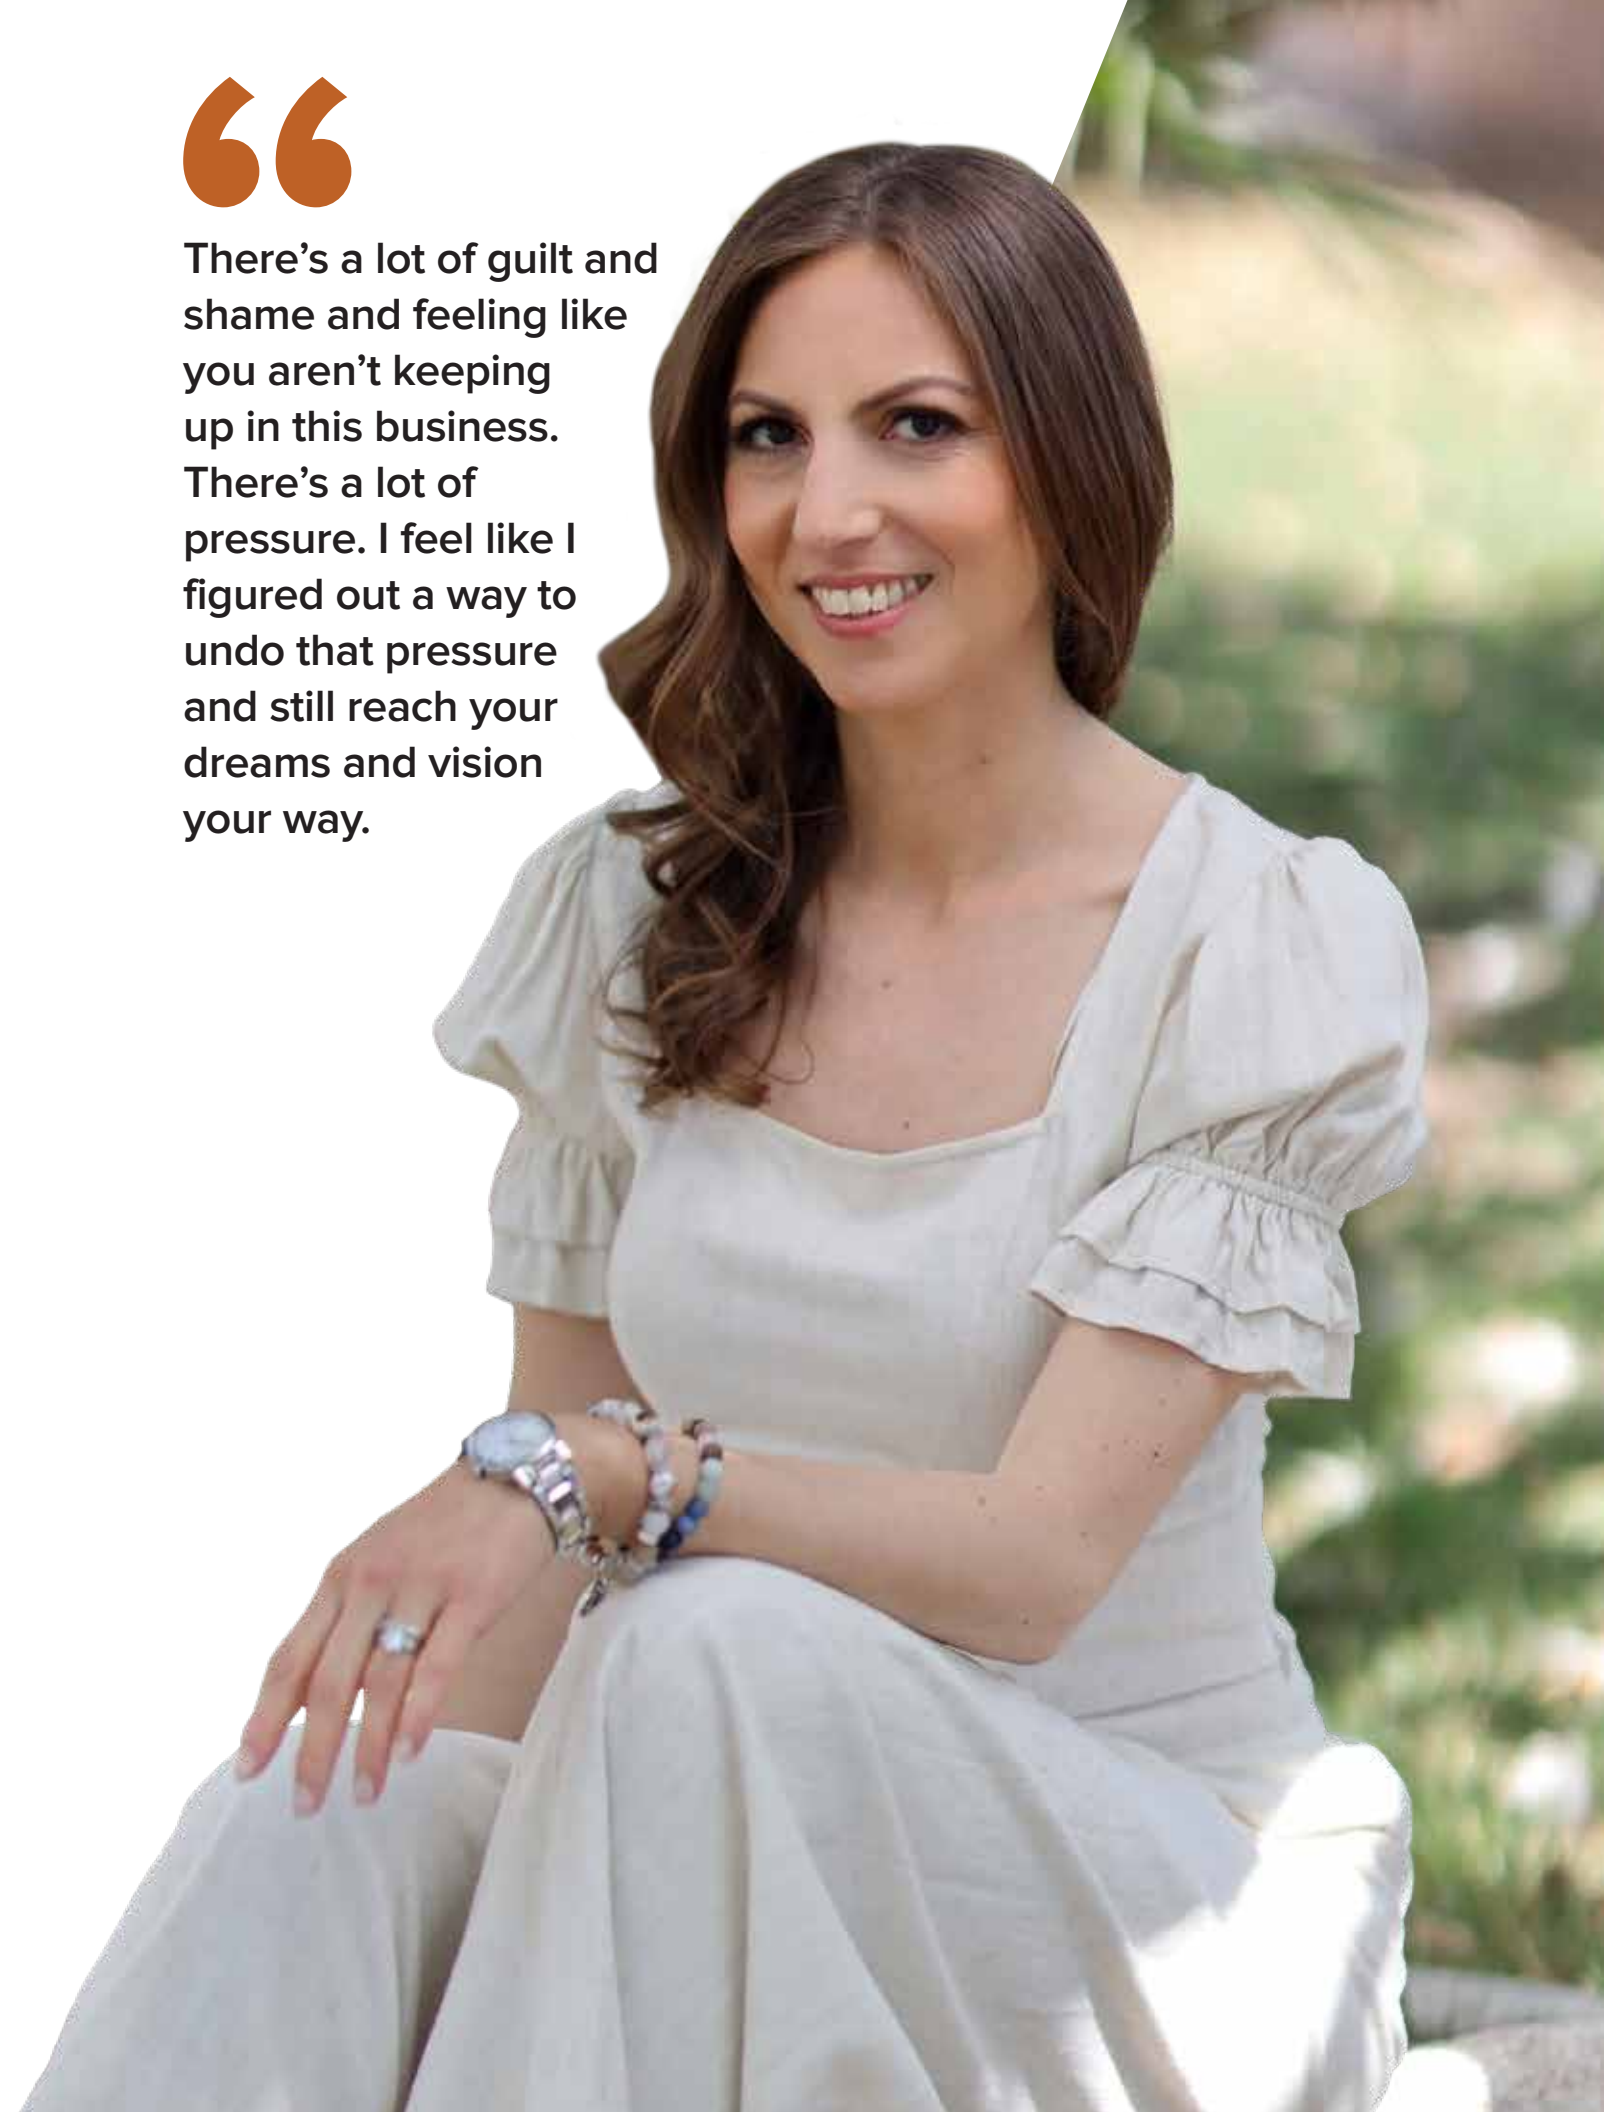 “
There’s a lot of guilt and
shame and feeling like
you aren’t keeping
up in this business.
There’s a lot of
pressure. I feel like I
figured out a way to
undo that pressure
and still reach your
dreams and vision
your way.